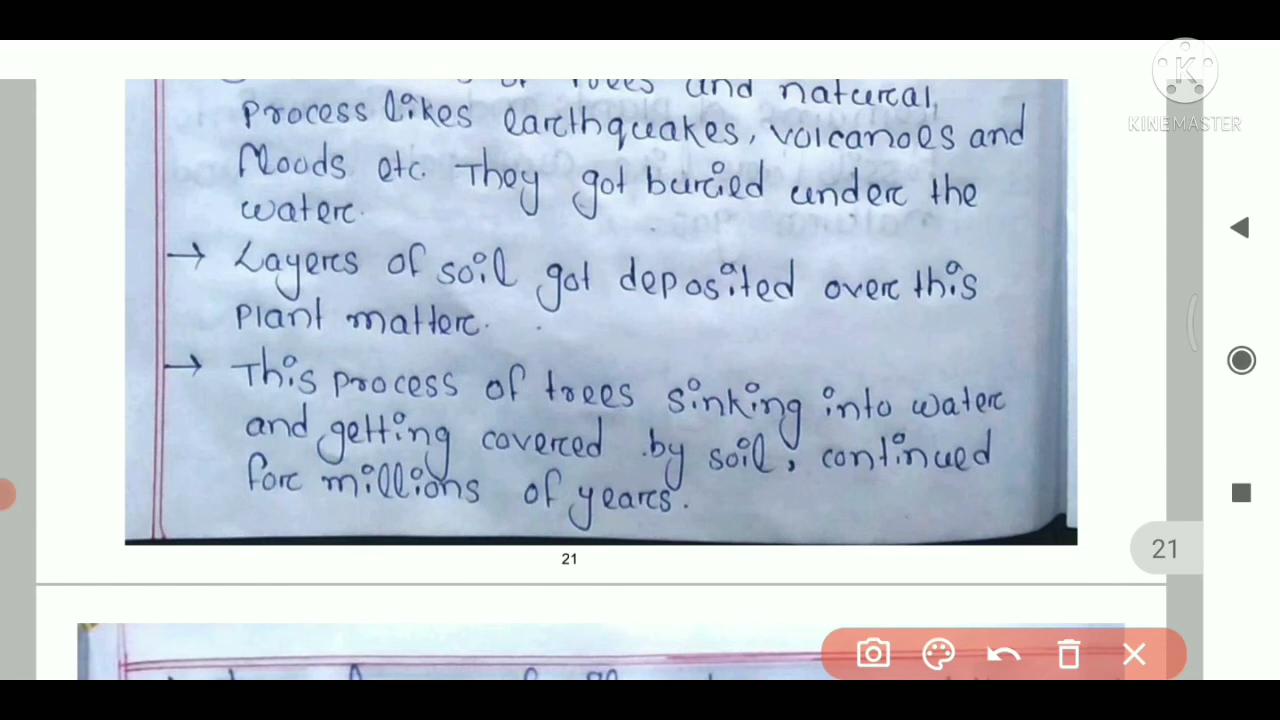 and natural,
process likes earthquakes, volcanoes and
floods etc. They got buried under the
water.
→ Layers of soil got deposited over this
plant matter.
→ This process of trees sinking into water
and getting covered by soil, continued
for millions of years.
21
21
KINEMASTER